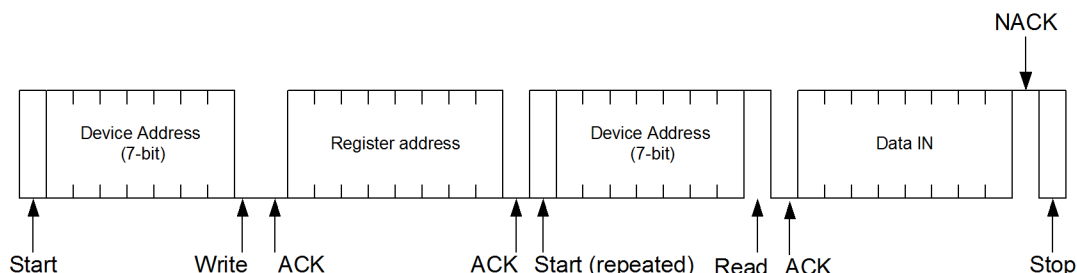 NACK
Device Address
(7-bit)
Register address
Device Address
(7-bit)
Data IN
Start
Write
ACK
ACK
Start (repeated)
Read
ACK
Stop